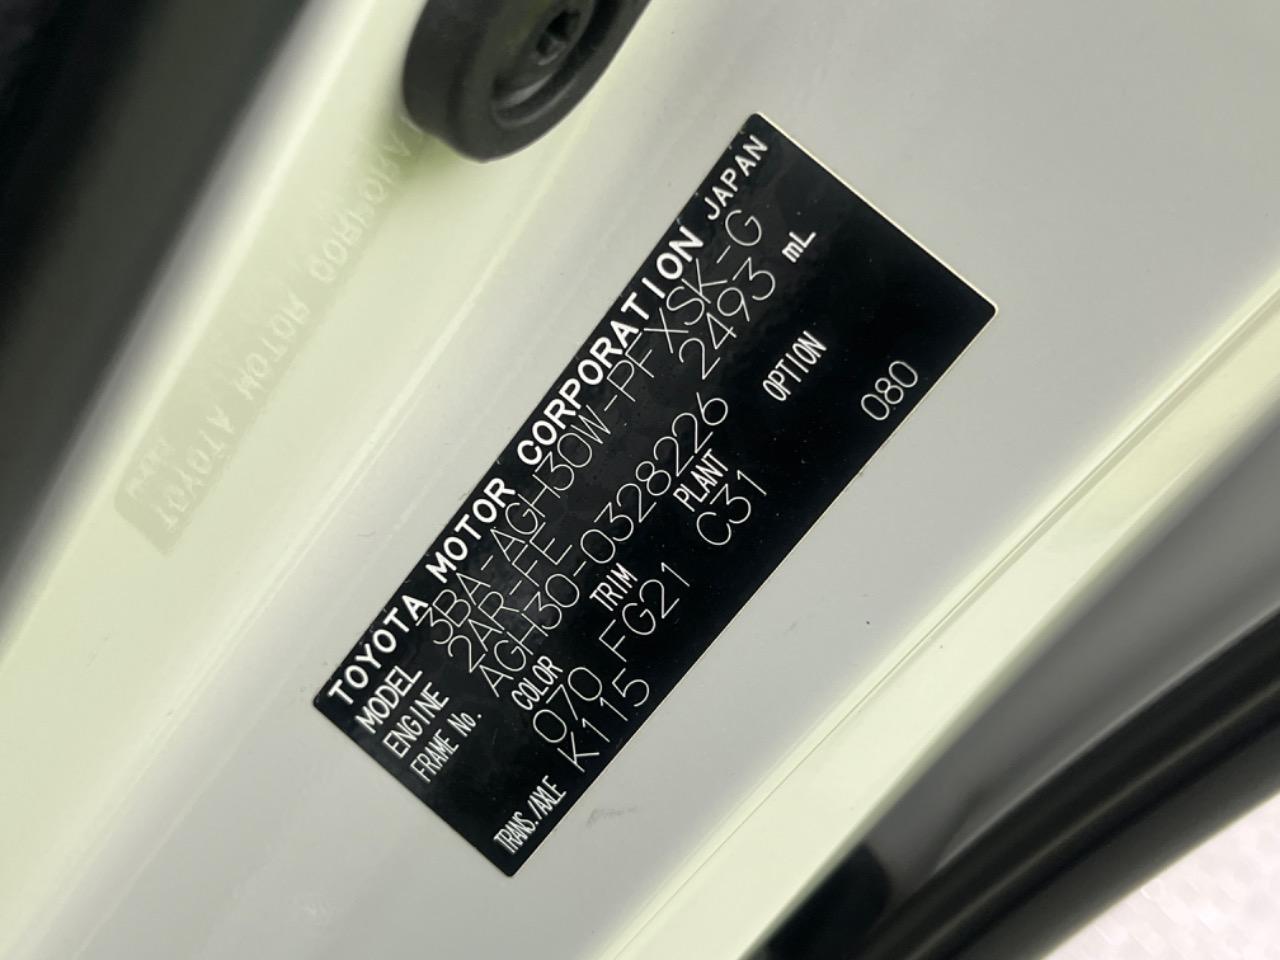 TOYOTA MOTOR CORPORATION JAPAN
MODEL 3BA-AGH30W-PFXSK-G
ENGINE 2AR-FE 2493 mL
FRAME No. AGH30-0328226
COLOR TRIM PLANT OPTION
070 FG21 C31 080
TRANS./AXLE K115